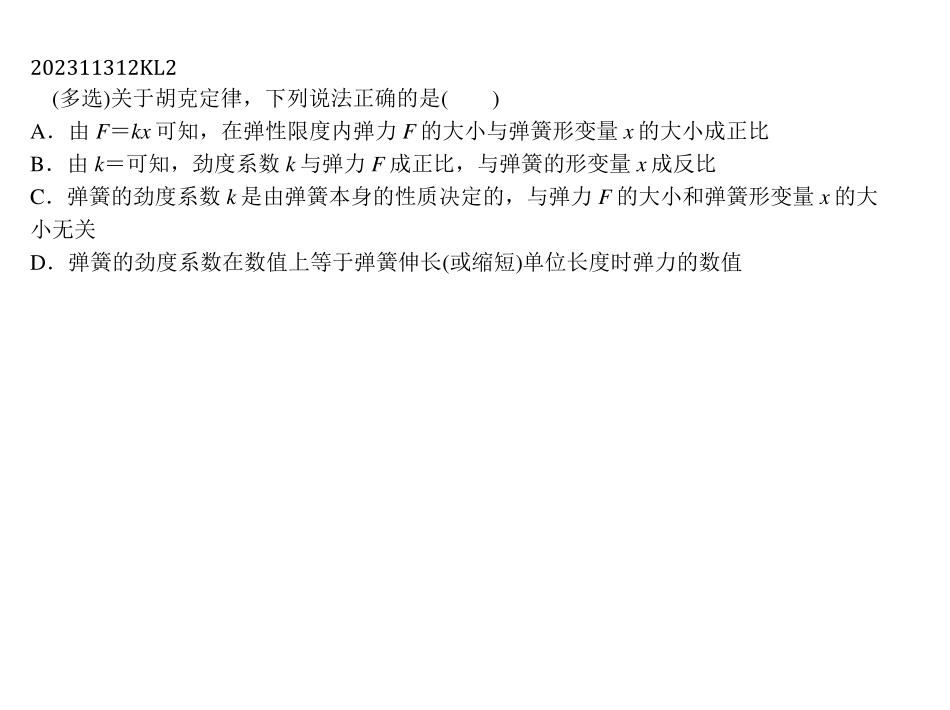 202311312KL2
(多选)关于胡克定律，下列说法正确的是(　　)
A．由 F＝kx 可知，在弹性限度内弹力 F 的大小与弹簧形变量 x 的大小成正比
B．由 k＝可知，劲度系数 k 与弹力 F 成正比，与弹簧的形变量 x 成反比
C．弹簧的劲度系数 k 是由弹簧本身的性质决定的，与弹力 F 的大小和弹簧形变量 x 的大
小无关
D．弹簧的劲度系数在数值上等于弹簧伸长(或缩短)单位长度时弹力的数值